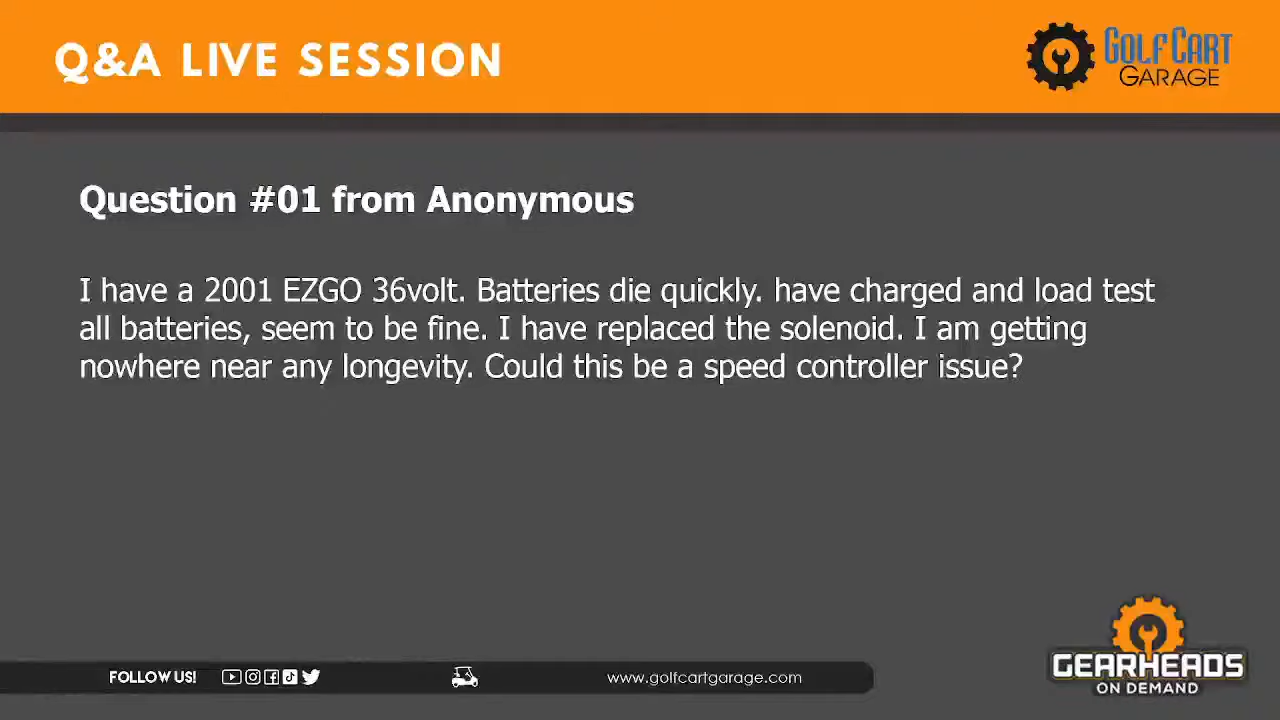 Q&A LIVE SESSION
GOLF CART
GARAGE
Question #01 from Anonymous
I have a 2001 EZGO 36volt. Batteries die quickly. have charged and load test
all batteries, seem to be fine. I have replaced the solenoid. I am getting
nowhere near any longevity. Could this be a speed controller issue?
FOLLOW US!
www.golfcartgarage.com
GEARHEADS
ON DEMAND